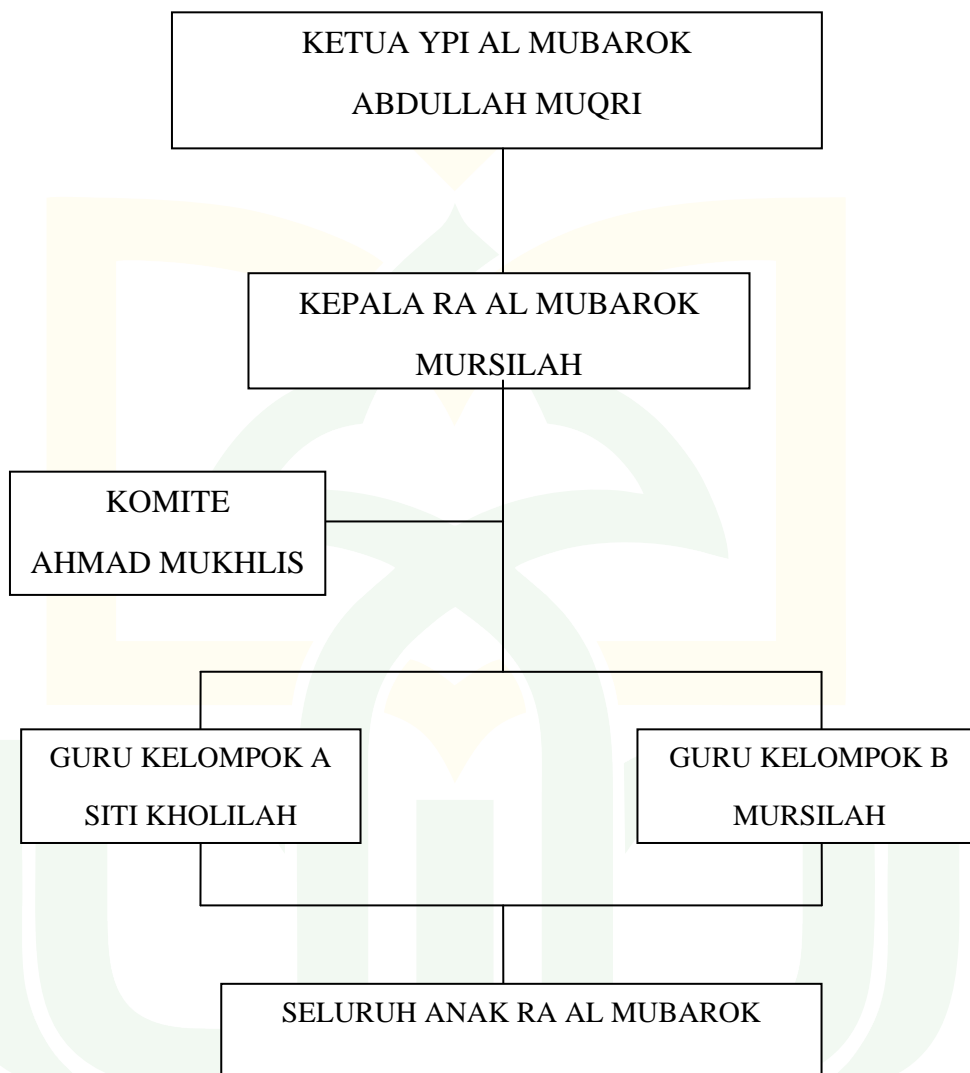 KETUA YPI AL MUBAROK
ABDULLAH MUQRI
KEPALA RA AL MUBAROK
MURSILAH
KOMITE
AHMAD MUKHLIS
GURU KELOMPOK A
SITI KHOLILAH
GURU KELOMPOK B
MURSILAH
SELURUH ANAK RA AL MUBAROK